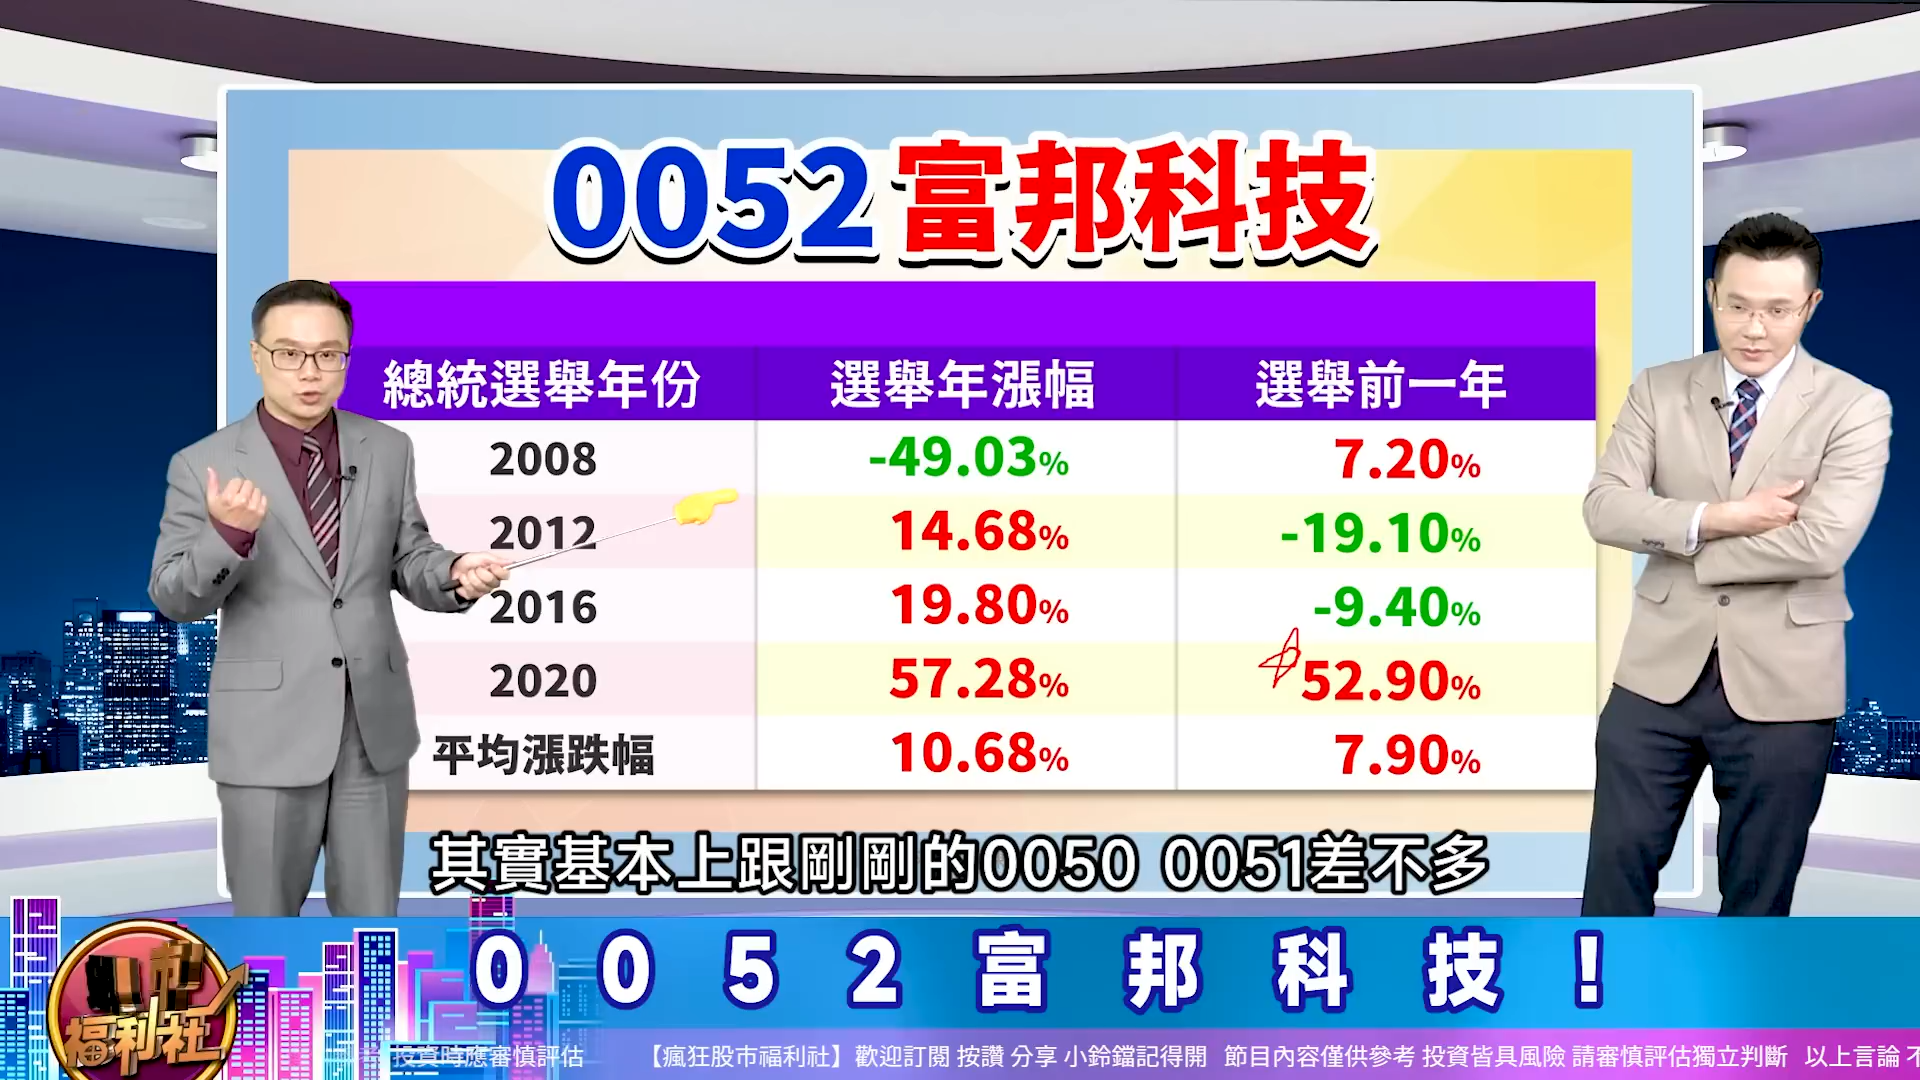 0052富邦科技
總統選舉年份 選舉年漲幅 選舉前一年
2008 -49.03% 7.20%
2012 14.68% -19.10%
2016 19.80% -9.40%
2020 57.28% 52.90%
平均漲跌幅 10.68% 7.90%
其實基本上跟剛剛的0050 0051差不多
0052富邦科技!
市
福利社
投資時應審慎評估 【瘋狂股市福利社】歡迎訂閱 按讚 分享 小鈴鐺記得開 節目內容僅供參考 投資皆具風險 請審慎評估獨立判斷 以上言論